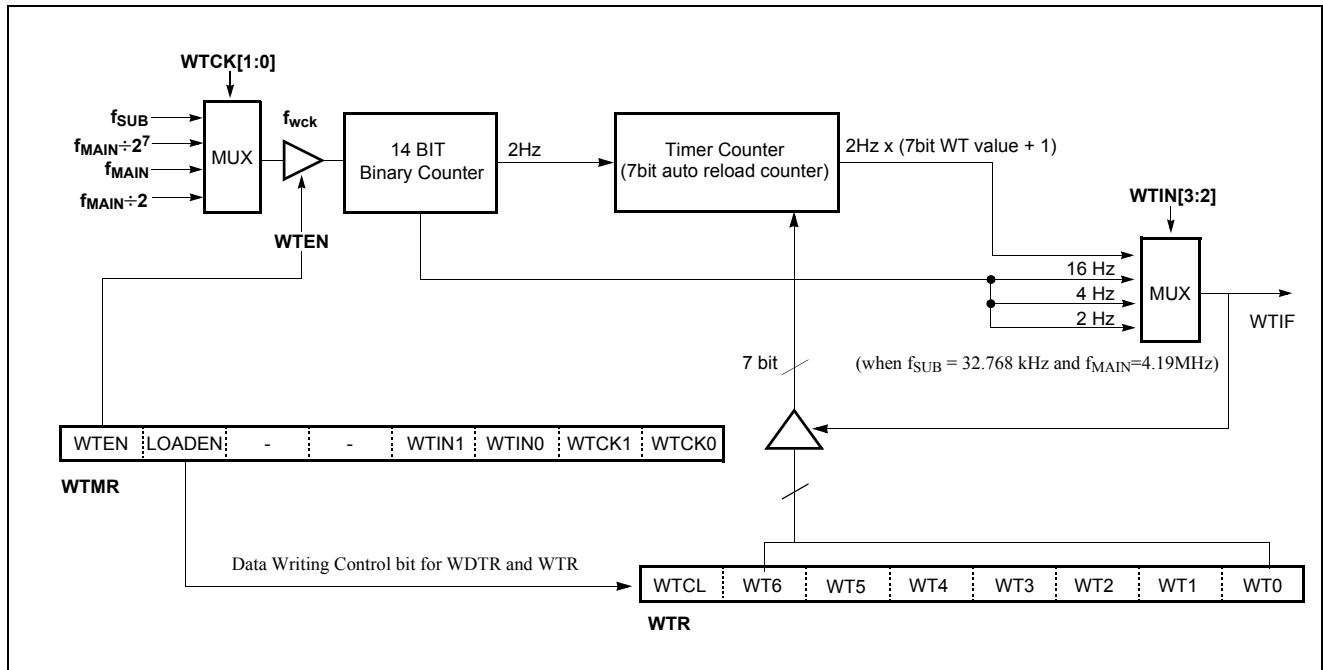 WTCK[1:0]
fSUB
fMAIN÷2⁷
fMAIN
fMAIN÷2
MUX
fwck
WTEN
14 BIT
Binary Counter
2Hz
Timer Counter
(7bit auto reload counter)
2Hz x (7bit WT value + 1)
WTIN[3:2]
16 Hz
4 Hz
2 Hz
MUX
WTIF
7 bit
(when fSUB = 32.768 kHz and fMAIN=4.19MHz)
WTEN LOADEN - - WTIN1 WTIN0 WTCK1 WTCK0
WTMR
Data Writing Control bit for WDTR and WTR
WTCL WT6 WT5 WT4 WT3 WT2 WT1 WT0
WTR